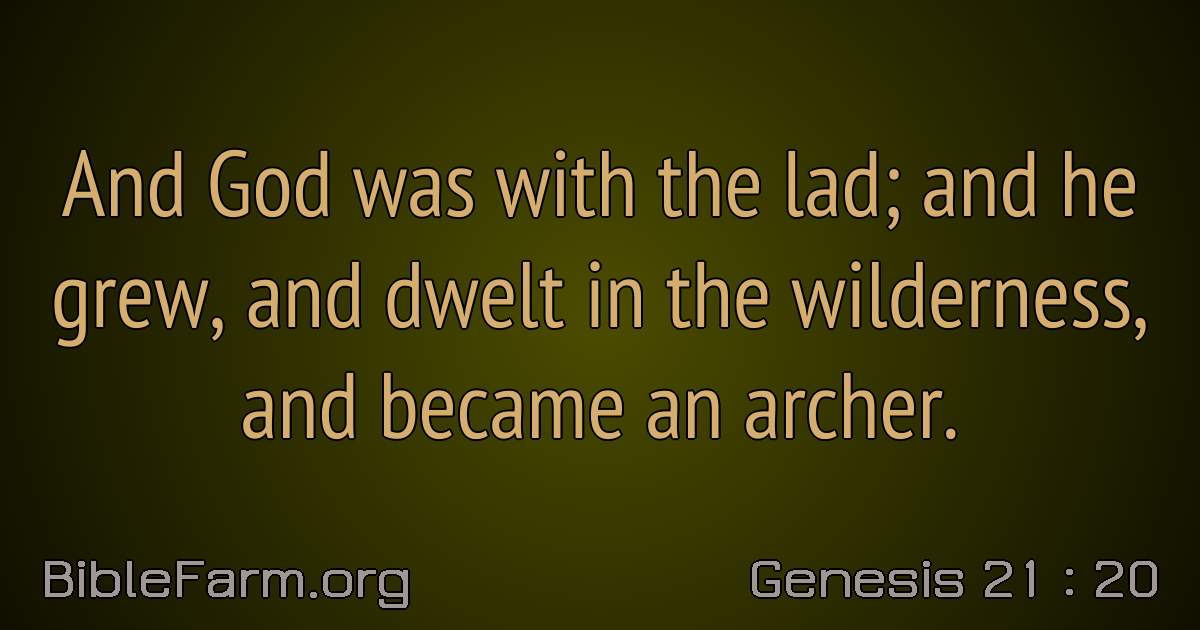 And God was with the lad; and he
grew, and dwelt in the wilderness,
and became an archer.
BibleFarm.org
Genesis 21 : 20